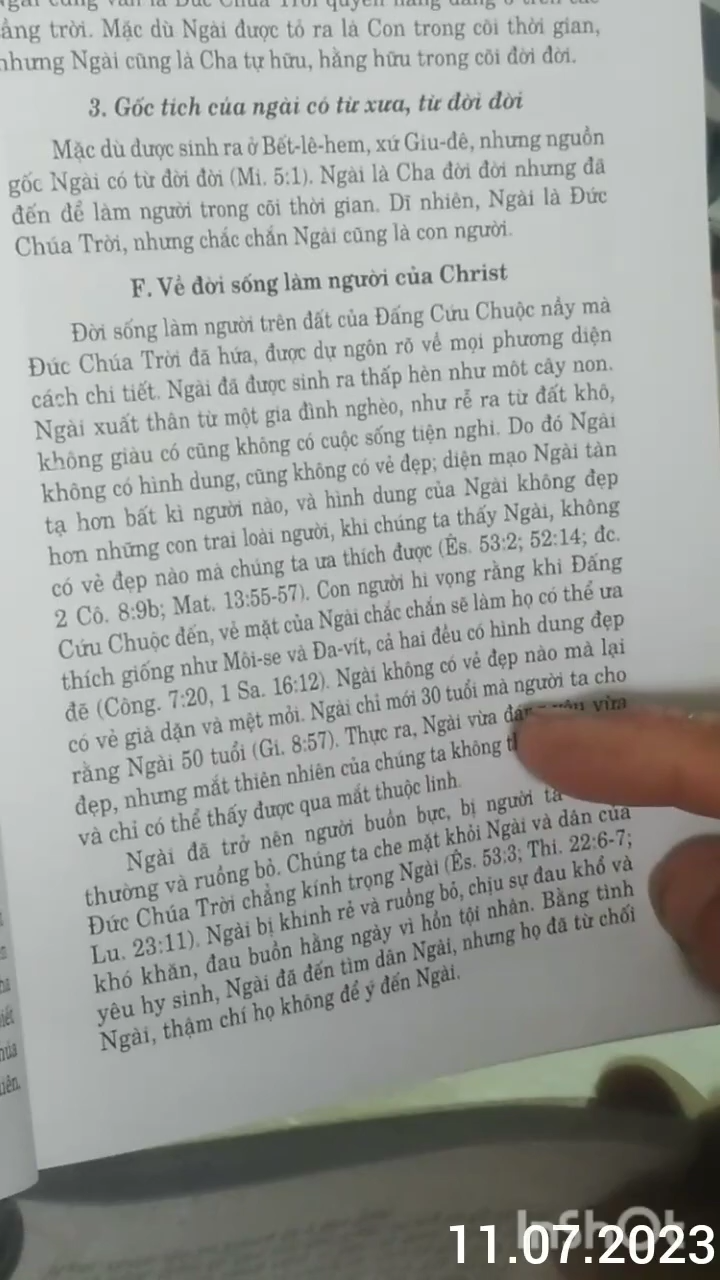 ầng trời. Mặc dù Ngài được tỏ ra là Con trong cõi thời gian,
nhưng Ngài cũng là Cha tự hữu, hằng hữu trong cõi đời đời.
3. Gốc tích của ngài có từ xưa, từ đời đời
Mặc dù được sinh ra ở Bết-lê-hem, xứ Giu-đê, nhưng nguồn
gốc Ngài có từ đời đời (Mi. 5:1). Ngài là Cha đời đời nhưng đã
đến để làm người trong cõi thời gian. Dĩ nhiên, Ngài là Đức
Chúa Trời, nhưng chắc chắn Ngài cũng là con người.
F. Về đời sống làm người của Christ
Đời sống làm người trên đất của Đấng Cứu Chuộc nầy mà
Đức Chúa Trời đã hứa, được dự ngôn rõ về mọi phương diện
cách chi tiết. Ngài đã được sinh ra thấp hèn như một cây non.
Ngài xuất thân từ một gia đình nghèo, như rễ ra từ đất khô,
không giàu có cũng không có cuộc sống tiện nghi. Do đó Ngài
không có hình dung, cũng không có vẻ đẹp; diện mạo Ngài tàn
tạ hơn bất kì người nào, và hình dung của Ngài không đẹp
hơn những con trai loài người, khi chúng ta thấy Ngài, không
có vẻ đẹp nào mà chúng ta ưa thích được (Ês. 53:2; 52:14; đc.
2 Cô. 8:9b; Mat. 13:55-57). Con người hi vọng rằng khi Đấng
Cứu Chuộc đến, vẻ mặt của Ngài chắc chắn sẽ làm họ có thể ưa
thích giống như Môi-se và Đa-vít, cả hai đều có hình dung đẹp
đẽ (Công. 7:20, 1 Sa. 16:12). Ngài không có vẻ đẹp nào mà lại
có vẻ già dặn và mệt mỏi. Ngài chỉ mới 30 tuổi mà người ta cho
rằng Ngài 50 tuổi (Gi. 8:57). Thực ra, Ngài vừa vừa
đẹp, nhưng mắt thiên nhiên của chúng ta không
và chỉ có thể thấy được qua mắt thuộc linh.
Ngài đã trở nên người buồn bực, bị người ta
thường và ruồng bỏ. Chúng ta che mặt khỏi Ngài và dân của
Đức Chúa Trời chẳng kính trọng Ngài (Ês. 53:3; Thi. 22:6-7;
Lu. 23:11). Ngài bị khinh rẻ và ruồng bỏ, chịu sự đau khổ và
khó khăn, đau buồn hằng ngày vì hồn tội nhân. Bằng tình
yêu hy sinh, Ngài đã đến tìm dân Ngài, nhưng họ đã từ chối
Ngài, thậm chí họ không để ý đến Ngài.
InShOt
11.07.2023